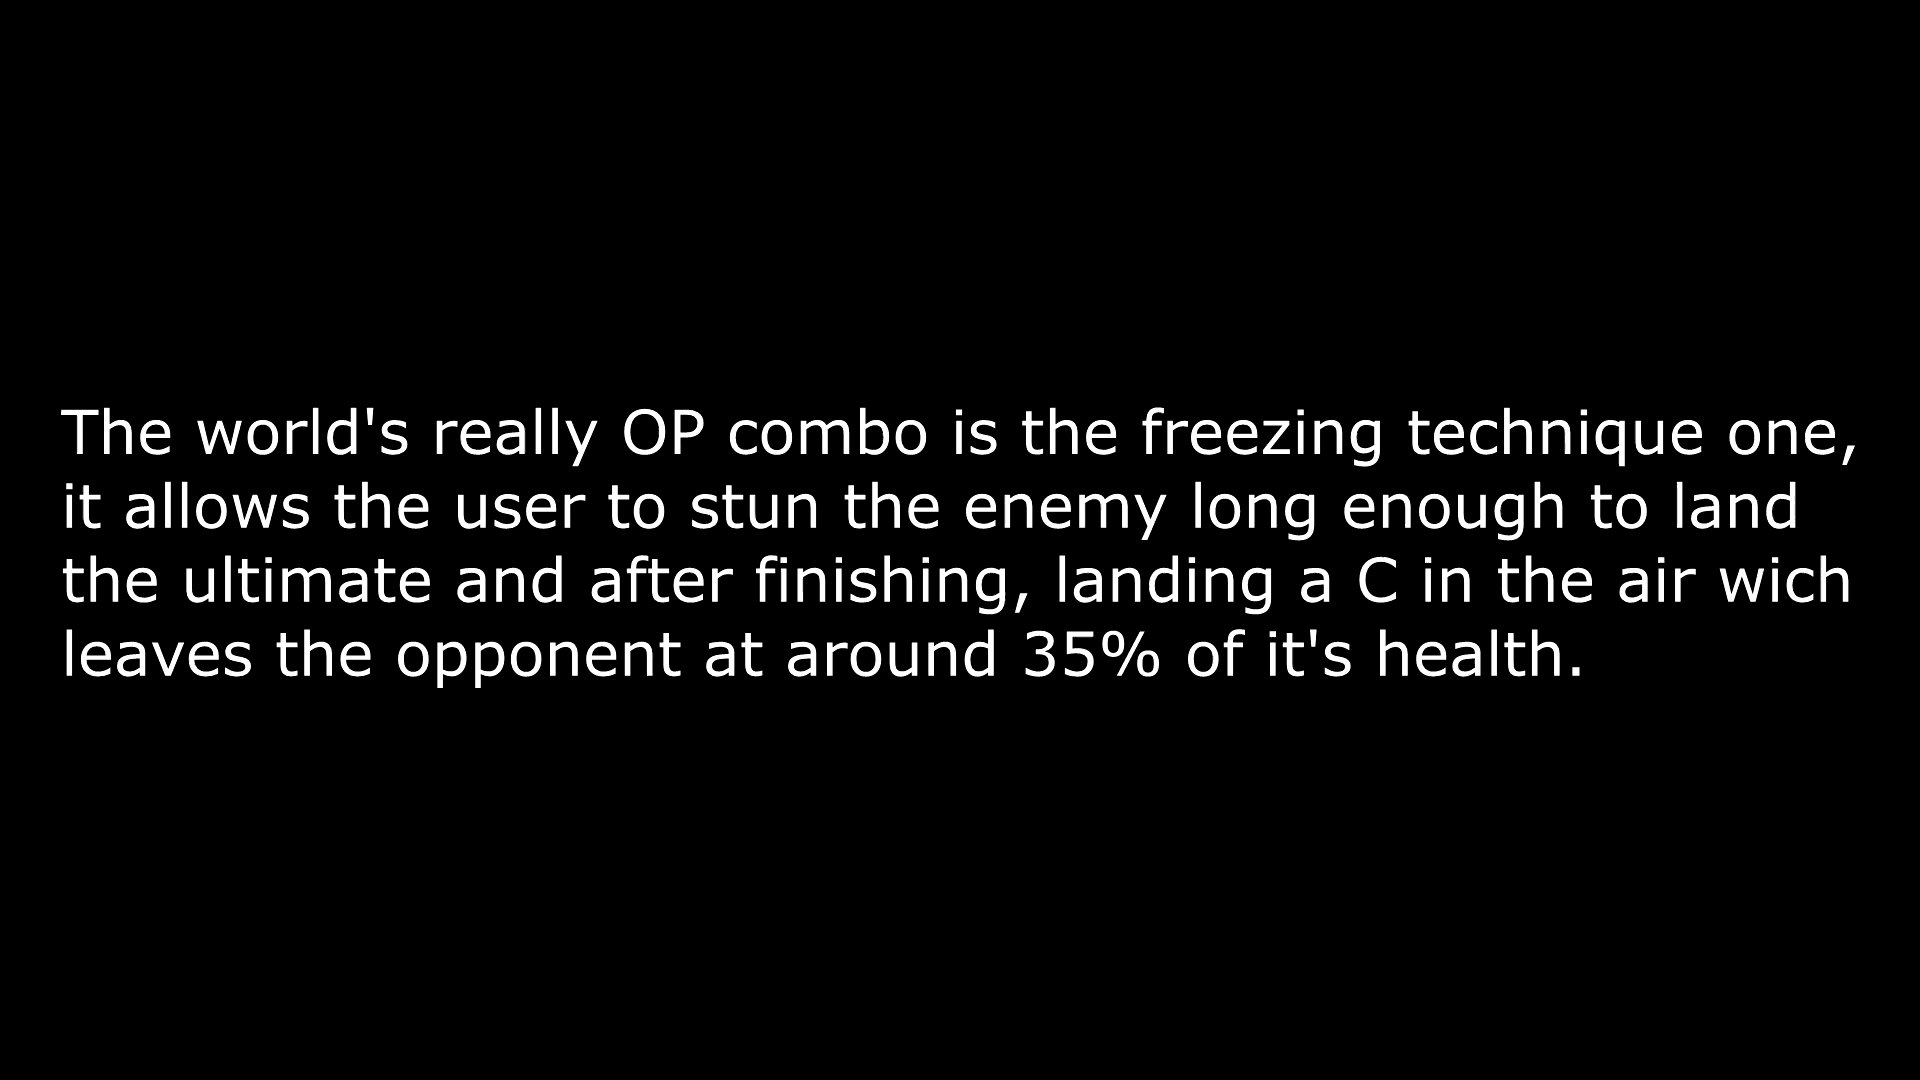 The world's really OP combo is the freezing technique one,
it allows the user to stun the enemy long enough to land
the ultimate and after finishing, landing a C in the air wich
leaves the opponent at around 35% of it's health.